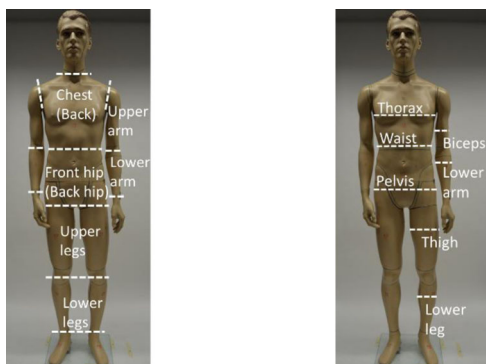 Chest
(Back)
Upper
arm
Front hip
(Back hip)
Lower
arm
Upper
legs
Lower
legs
Thorax
Waist
Biceps
Pelvis
Lower
arm
Thigh
Lower
leg